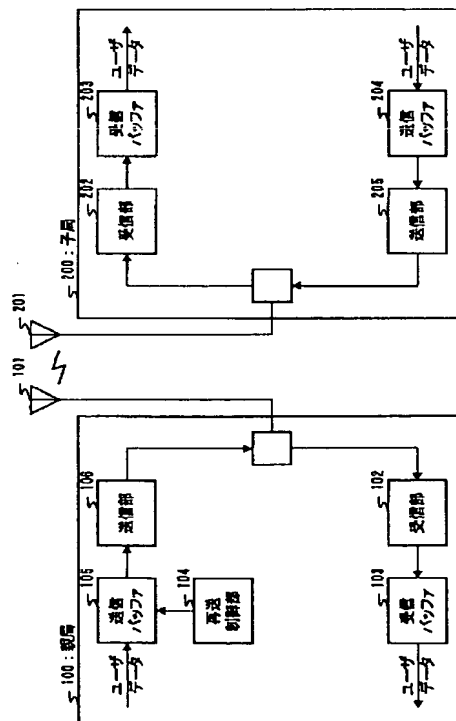 100：親局
ユーザ
データ
105
送信
バッファ
106
送信部
104
再送
制御部
102
受信部
103
受信
バッファ
ユーザ
データ
101
201
200：子局
202
受信部
203
受信
バッファ
ユーザ
データ
204
送信
バッファ
ユーザ
データ
205
送信部